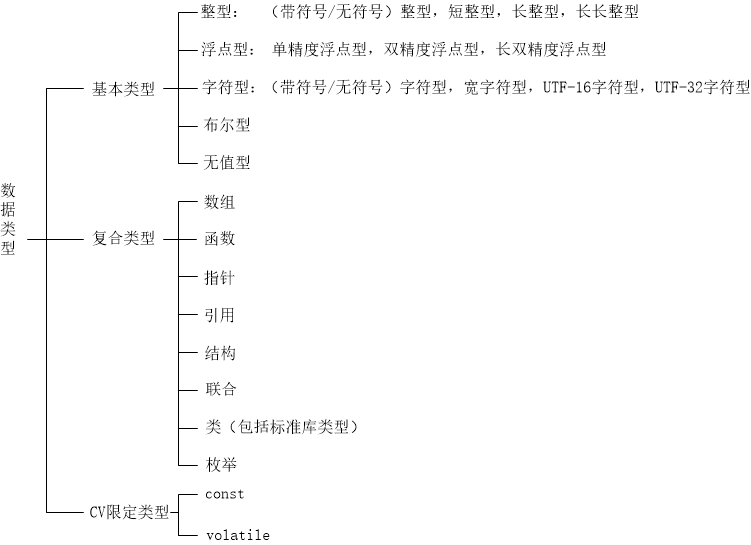 整型： （带符号/无符号）整型，短整型，长整型，长长整型
浮点型： 单精度浮点型，双精度浮点型，长双精度浮点型
基本类型
字符型：（带符号/无符号）字符型，宽字符型，UTF-16字符型，UTF-32字符型
布尔型
无值型
数据类型
复合类型
数组
函数
指针
引用
结构
联合
类（包括标准库类型）
枚举
CV限定类型
const
volatile